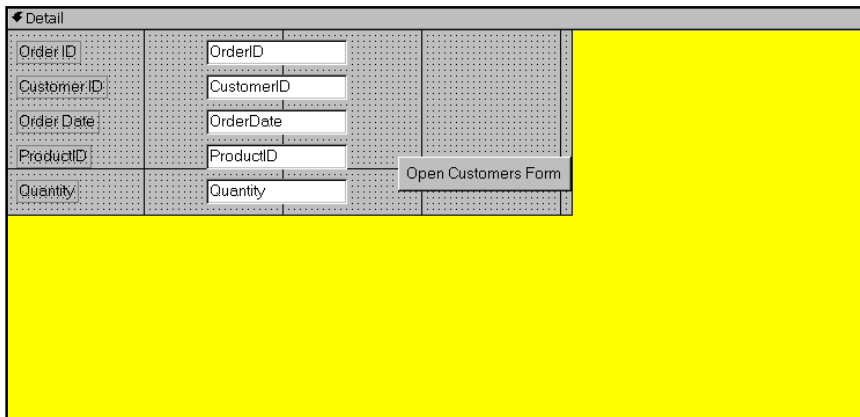 Detail
Order ID OrderID
Customer ID CustomerID
Order Date OrderDate
ProductID ProductID
Open Customers Form
Quantity Quantity